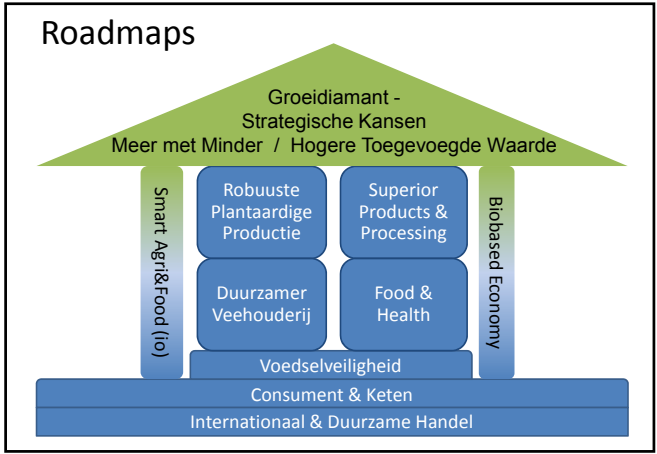 Roadmaps
Groeidiamant -
Strategische Kansen
Meer met Minder / Hogere Toegevoegde Waarde
Smart Agri&Food (io)
Robuuste
Plantaardige
Productie
Superior
Products &
Processing
Biobased Economy
Duurzamer
Veehouderij
Food &
Health
Voedselveiligheid
Consument & Keten
Internationaal & Duurzame Handel